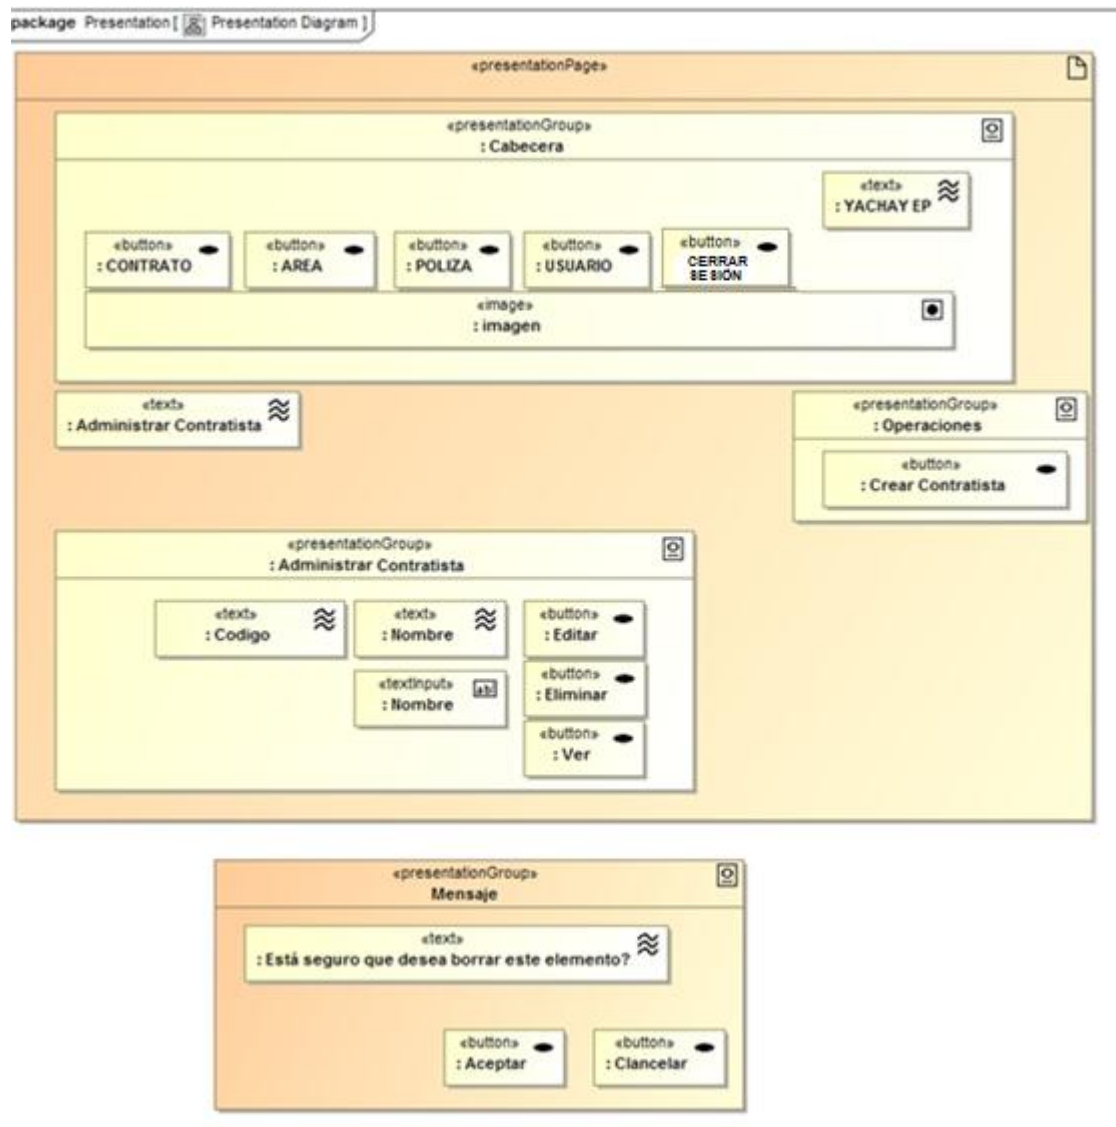 package Presentation [ Presentation Diagram ]
«presentationPage»
«presentationGroup»
: Cabecera
«text»
: YACHAY EP
«button»
: CONTRATO
«button»
: AREA
«button»
: POLIZA
«button»
: USUARIO
«button»
CERRAR
SESIÓN
«image»
: imagen
«text»
: Administrar Contratista
«presentationGroup»
: Operaciones
«button»
: Crear Contratista
«presentationGroup»
: Administrar Contratista
«text»
: Codigo
«text»
: Nombre
«button»
: Editar
«textInput»
: Nombre
ab
«button»
: Eliminar
«button»
: Ver
«presentationGroup»
Mensaje
«text»
: Está seguro que desea borrar este elemento?
«button»
: Aceptar
«button»
: Clancelar